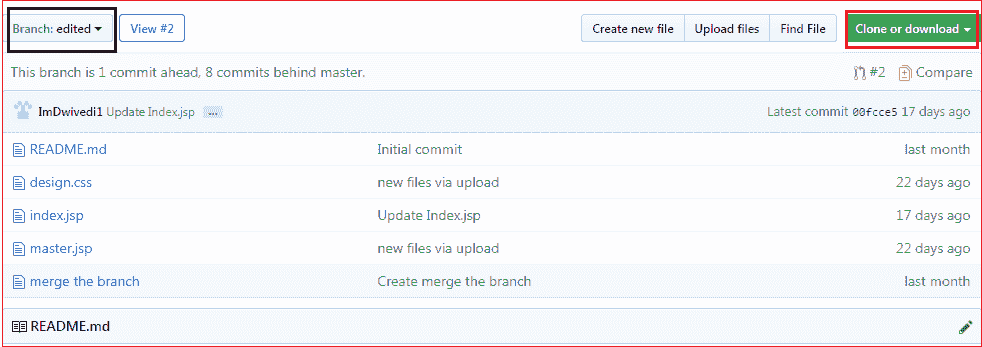 Branch: edited View #2 Create new file Upload files Find File Clone or download
This branch is 1 commit ahead, 8 commits behind master. #2 Compare
ImDwivedi1 Update Index.jsp ... Latest commit 00fcce5 17 days ago
README.md Initial commit last month
design.css new files via upload 22 days ago
index.jsp Update Index.jsp 17 days ago
master.jsp new files via upload 22 days ago
merge the branch Create merge the branch last month
README.md